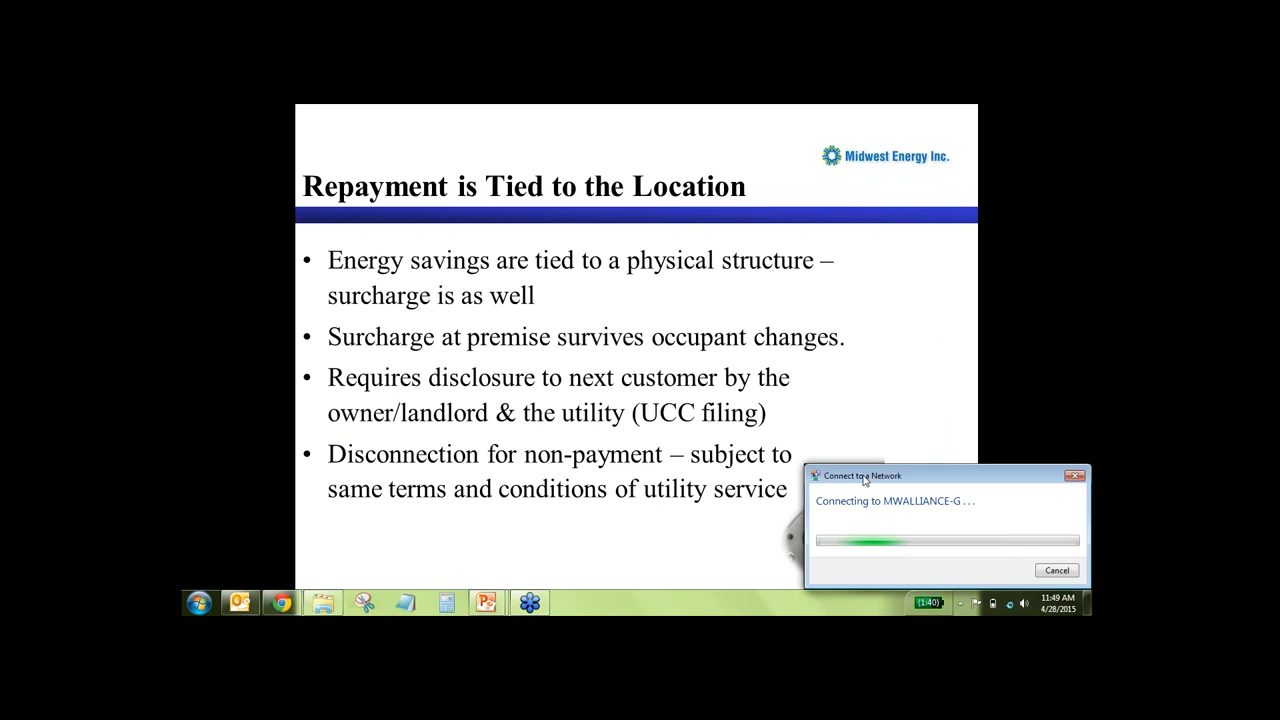 Midwest Energy Inc.
Repayment is Tied to the Location
• Energy savings are tied to a physical structure –
surcharge is as well
• Surcharge at premise survives occupant changes.
• Requires disclosure to next customer by the
owner/landlord & the utility (UCC filing)
• Disconnection for non-payment – subject to
same terms and conditions of utility service
Connect to a Network
Connecting to MWALLIANCE-G . . .
Cancel
(1:40)
11:49 AM
4/28/2015